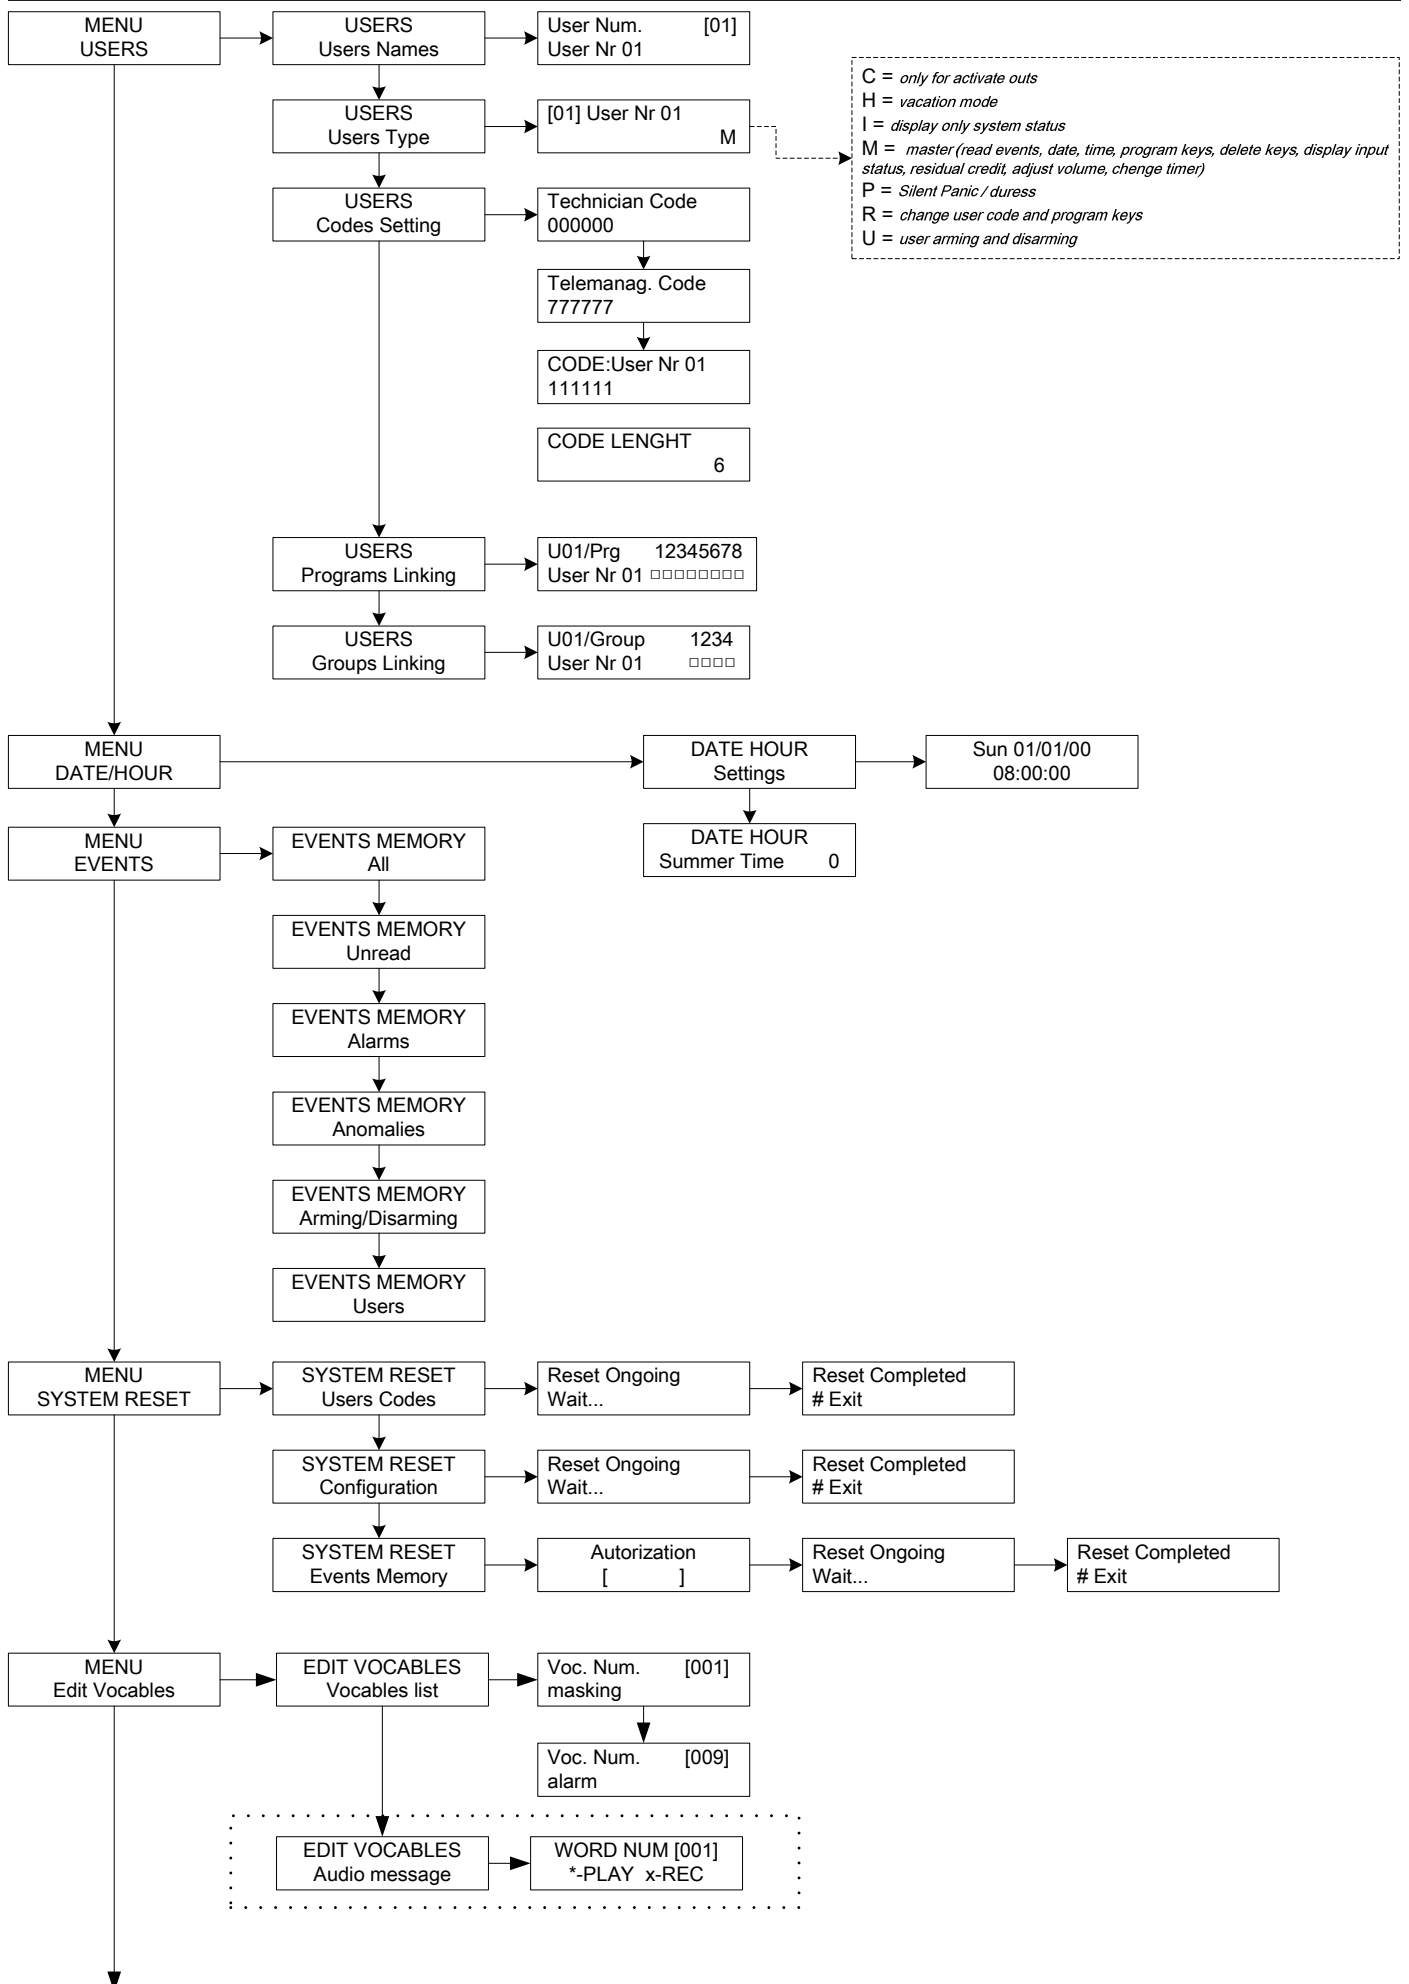 MENU
USERS
USERS
Users Names
User Num. [01]
User Nr 01
C = only for activate outs
H = vacation mode
I = display only system status
M = master (read events, date, time, program keys, delete keys, display input
status, residual credit, adjust volume, chenge timer)
P = Silent Panic / duress
R = change user code and program keys
U = user arming and disarming
USERS
Users Type
[01] User Nr 01
M
USERS
Codes Setting
Technician Code
000000
Telemanag. Code
777777
CODE:User Nr 01
111111
CODE LENGHT
6
USERS
Programs Linking
U01/Prg 12345678
User Nr 01 □□□□□□□□
USERS
Groups Linking
U01/Group 1234
User Nr 01 □□□□
MENU
DATE/HOUR
DATE HOUR
Settings
Sun 01/01/00
08:00:00
DATE HOUR
Summer Time 0
MENU
EVENTS
EVENTS MEMORY
All
EVENTS MEMORY
Unread
EVENTS MEMORY
Alarms
EVENTS MEMORY
Anomalies
EVENTS MEMORY
Arming/Disarming
EVENTS MEMORY
Users
MENU
SYSTEM RESET
SYSTEM RESET
Users Codes
Reset Ongoing
Wait...
Reset Completed
# Exit
SYSTEM RESET
Configuration
Reset Ongoing
Wait...
Reset Completed
# Exit
SYSTEM RESET
Events Memory
Autorization
[ ]
Reset Ongoing
Wait...
Reset Completed
# Exit
MENU
Edit Vocables
EDIT VOCABLES
Vocables list
Voc. Num. [001]
masking
Voc. Num. [009]
alarm
EDIT VOCABLES
Audio message
WORD NUM [001]
*-PLAY x-REC